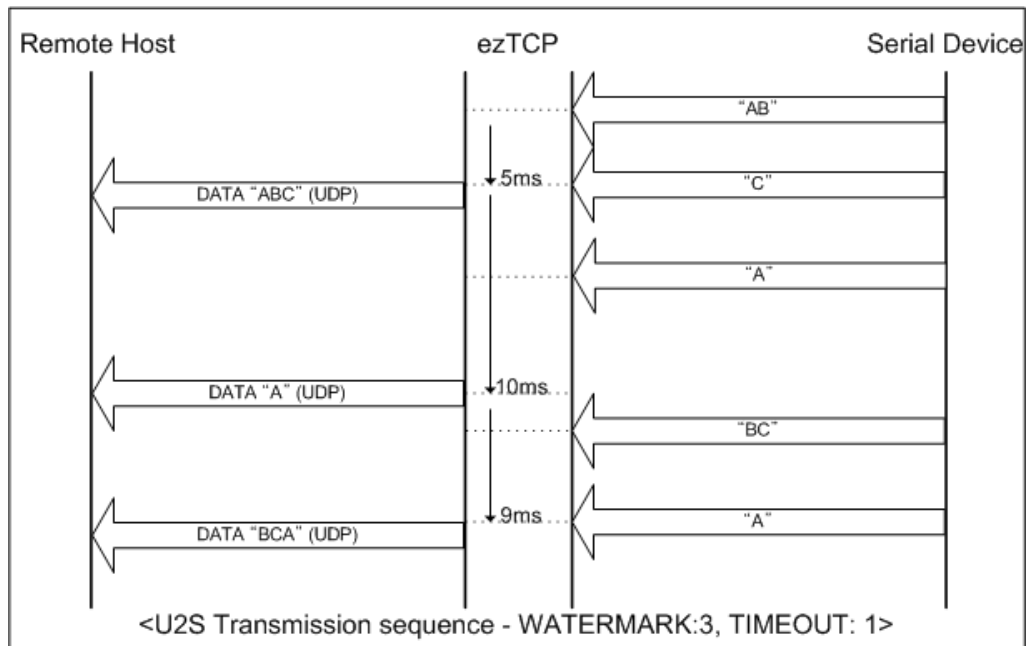 Remote Host
ezTCP
Serial Device
"AB"
5ms
"C"
DATA "ABC" (UDP)
"A"
10ms
DATA "A" (UDP)
"BC"
9ms
"A"
DATA "BCA" (UDP)
<U2S Transmission sequence - WATERMARK:3, TIMEOUT: 1>